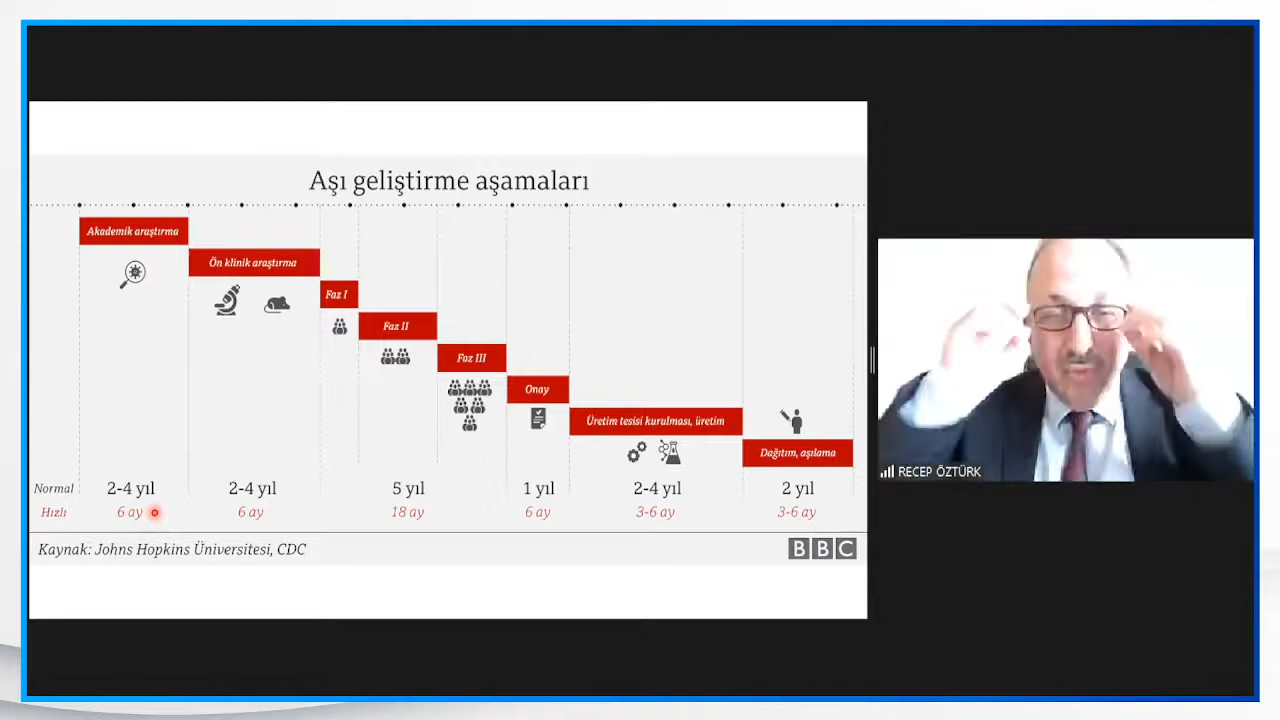 Aşı geliştirme aşamaları
Akademik araştırma
Ön klinik araştırma
Faz I
Faz II
Faz III
Onay
Üretim tesisi kurulması, üretim
Dağıtım, aşılama
Normal 2-4 yıl 2-4 yıl 5 yıl 1 yıl 2-4 yıl 2 yıl
Hızlı 6 ay 6 ay 18 ay 6 ay 3-6 ay 3-6 ay
Kaynak: Johns Hopkins Üniversitesi, CDC
BBC
RECEP ÖZTÜRK